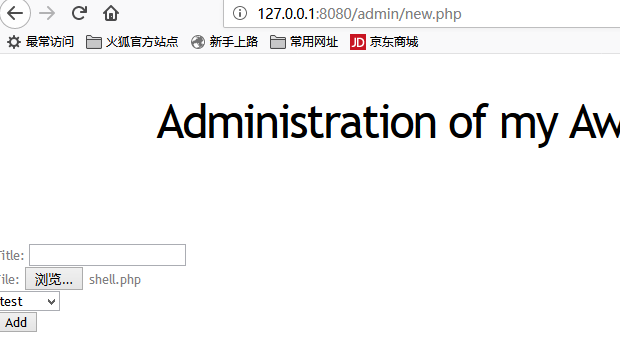 127.0.0.1:8080/admin/new.php
最常访问 火狐官方站点 新手上路 常用网址 JD 京东商城
Administration of my Aw
Title:
File: 浏览... shell.php
test
Add